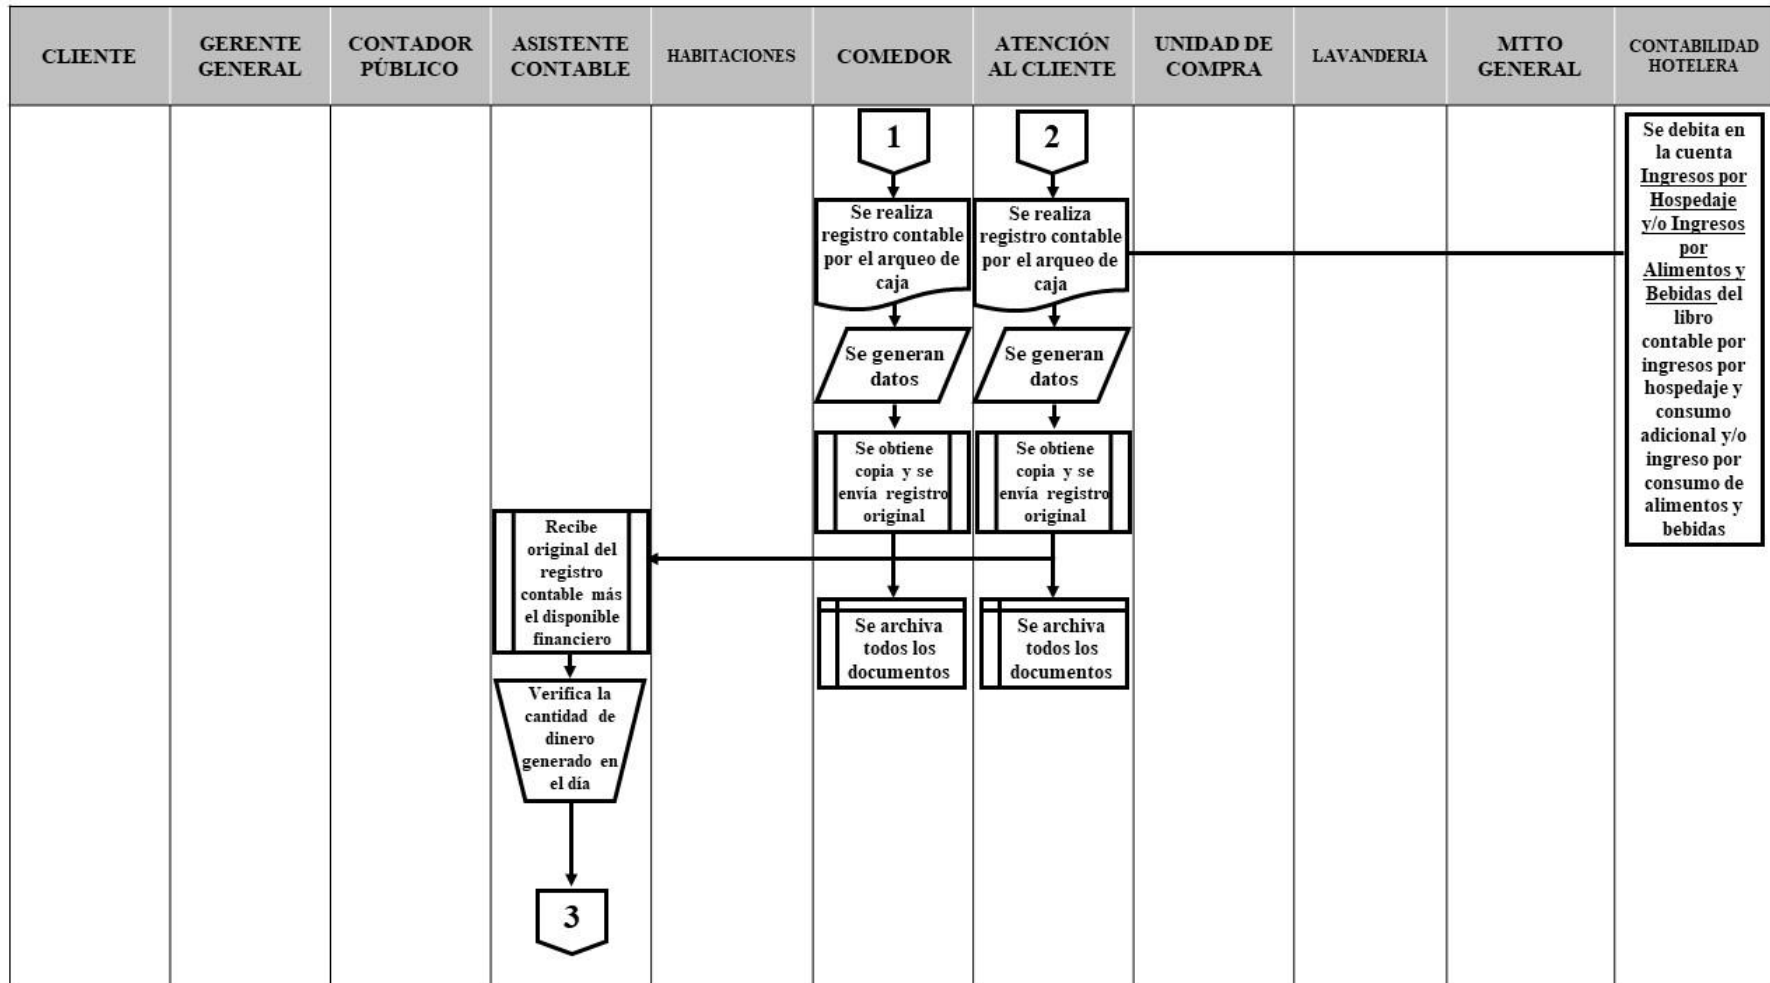 CLIENTE
GERENTE
GENERAL
CONTADOR
PÚBLICO
ASISTENTE
CONTABLE
HABITACIONES
COMEDOR
ATENCIÓN
AL CLIENTE
UNIDAD DE
COMPRA
LAVANDERIA
MTTO
GENERAL
CONTABILIDAD
HOTELERA
1
Se realiza
registro contable
por el arqueo de
caja
Se generan
datos
Se obtiene
copia y se
envía registro
original
Se archiva
todos los
documentos
2
Se realiza
registro contable
por el arqueo de
caja
Se generan
datos
Se obtiene
copia y se
envía registro
original
Se archiva
todos los
documentos
Recibe
original del
registro
contable más
el disponible
financiero
Verifica la
cantidad de
dinero
generado en
el día
3
Se debita en
la cuenta
Ingresos por
Hospedaje
y/o Ingresos
por
Alimentos y
Bebidas del
libro
contable por
ingresos por
hospedaje y
consumo
adicional y/o
ingreso por
consumo de
alimentos y
bebidas